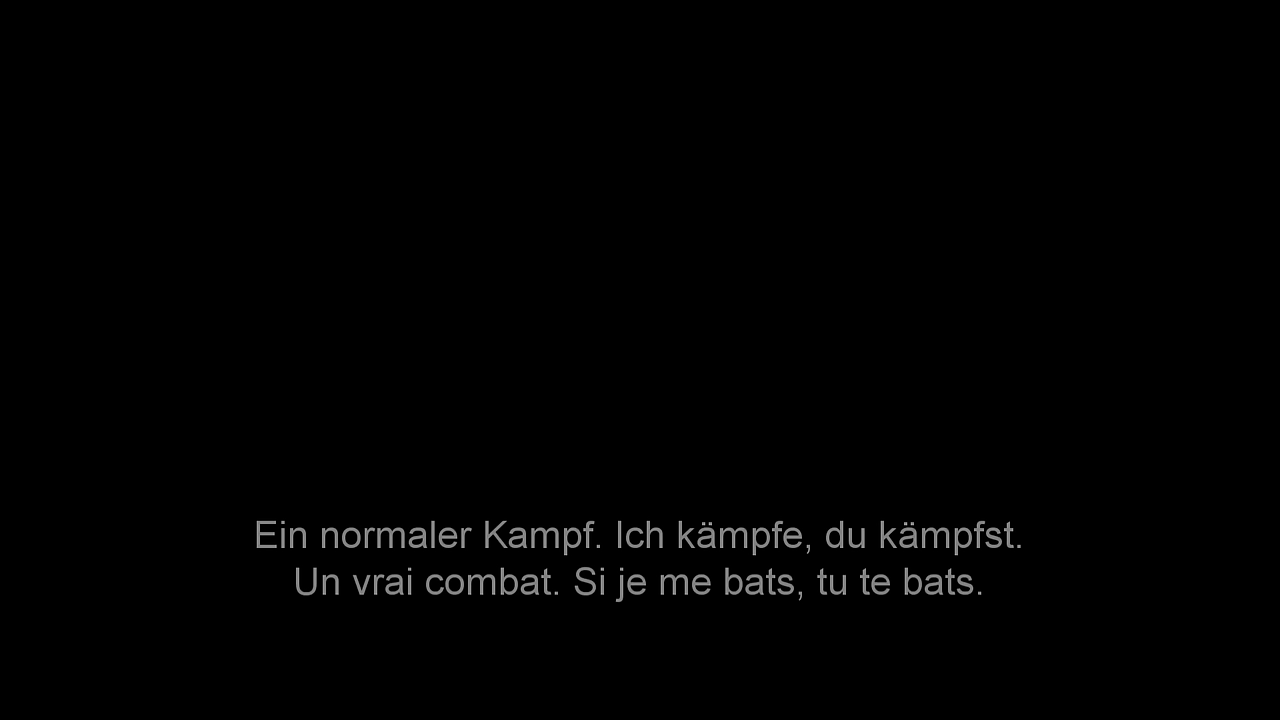 Ein normaler Kampf. Ich kämpfe, du kämpfst.
Un vrai combat. Si je me bats, tu te bats.